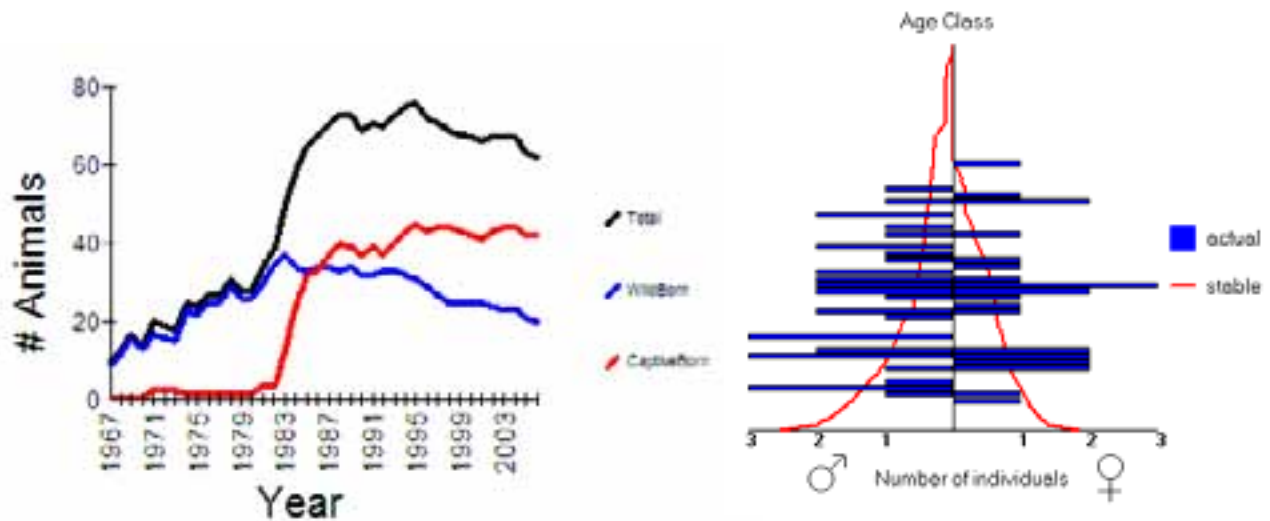 80
60
40
20
0
# Animals
1967
1971
1975
1979
1983
1987
1991
1995
1999
2003
Year
Total
WildBorn
CaptiveBorn
Age Class
actual
stable
3 2 1 1 2 3
♂ Number of individuals ♀